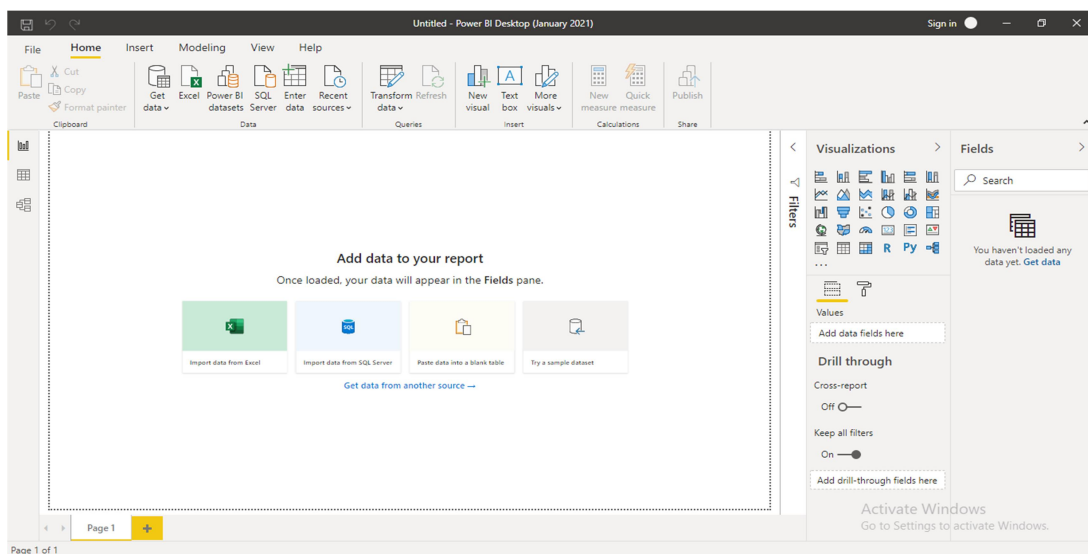 Untitled - Power BI Desktop (January 2021)
Sign in
File Home Insert Modeling View Help
Paste
Cut
Copy
Format painter
Clipboard
Get data
Excel
Power BI datasets
SQL Server
Enter data
Recent sources
Data
Transform data
Refresh
Queries
New visual
Text box
More visuals
Insert
New measure
Quick measure
Calculations
Publish
Share
Add data to your report
Once loaded, your data will appear in the Fields pane.
Import data from Excel
SQL
Import data from SQL Server
Paste data into a blank table
Try a sample dataset
Get data from another source →
Filters
Visualizations
R Py
...
Values
Add data fields here
Drill through
Cross-report
Off
Keep all filters
On
Add drill-through fields here
Fields
Search
You haven't loaded any
data yet. Get data
Activate Windows
Go to Settings to activate Windows.
Page 1
Page 1 of 1